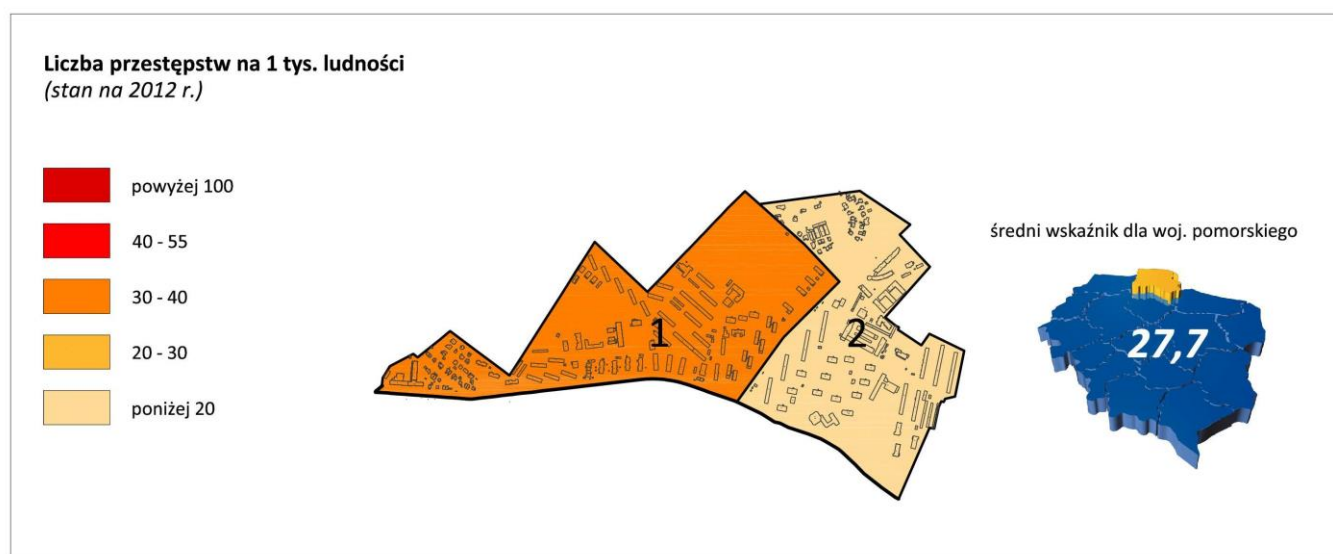 Liczba przestępstw na 1 tys. ludności
(stan na 2012 r.)
powyżej 100
40 - 55
30 - 40
20 - 30
poniżej 20
1
2
średni wskaźnik dla woj. pomorskiego
27,7